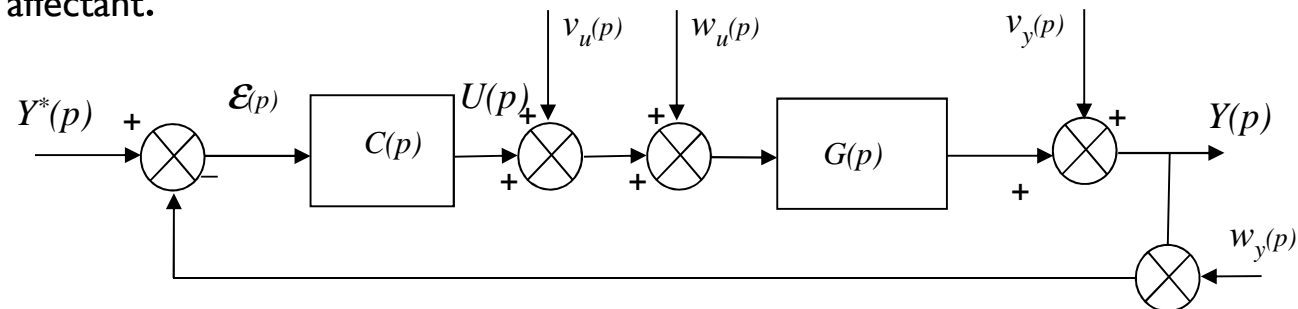 affectant.
v_u(p) w_u(p) v_y(p)
Y*(p) + ε(p) C(p) U(p) + + G(p) + Y(p)
− + + +
w_y(p)